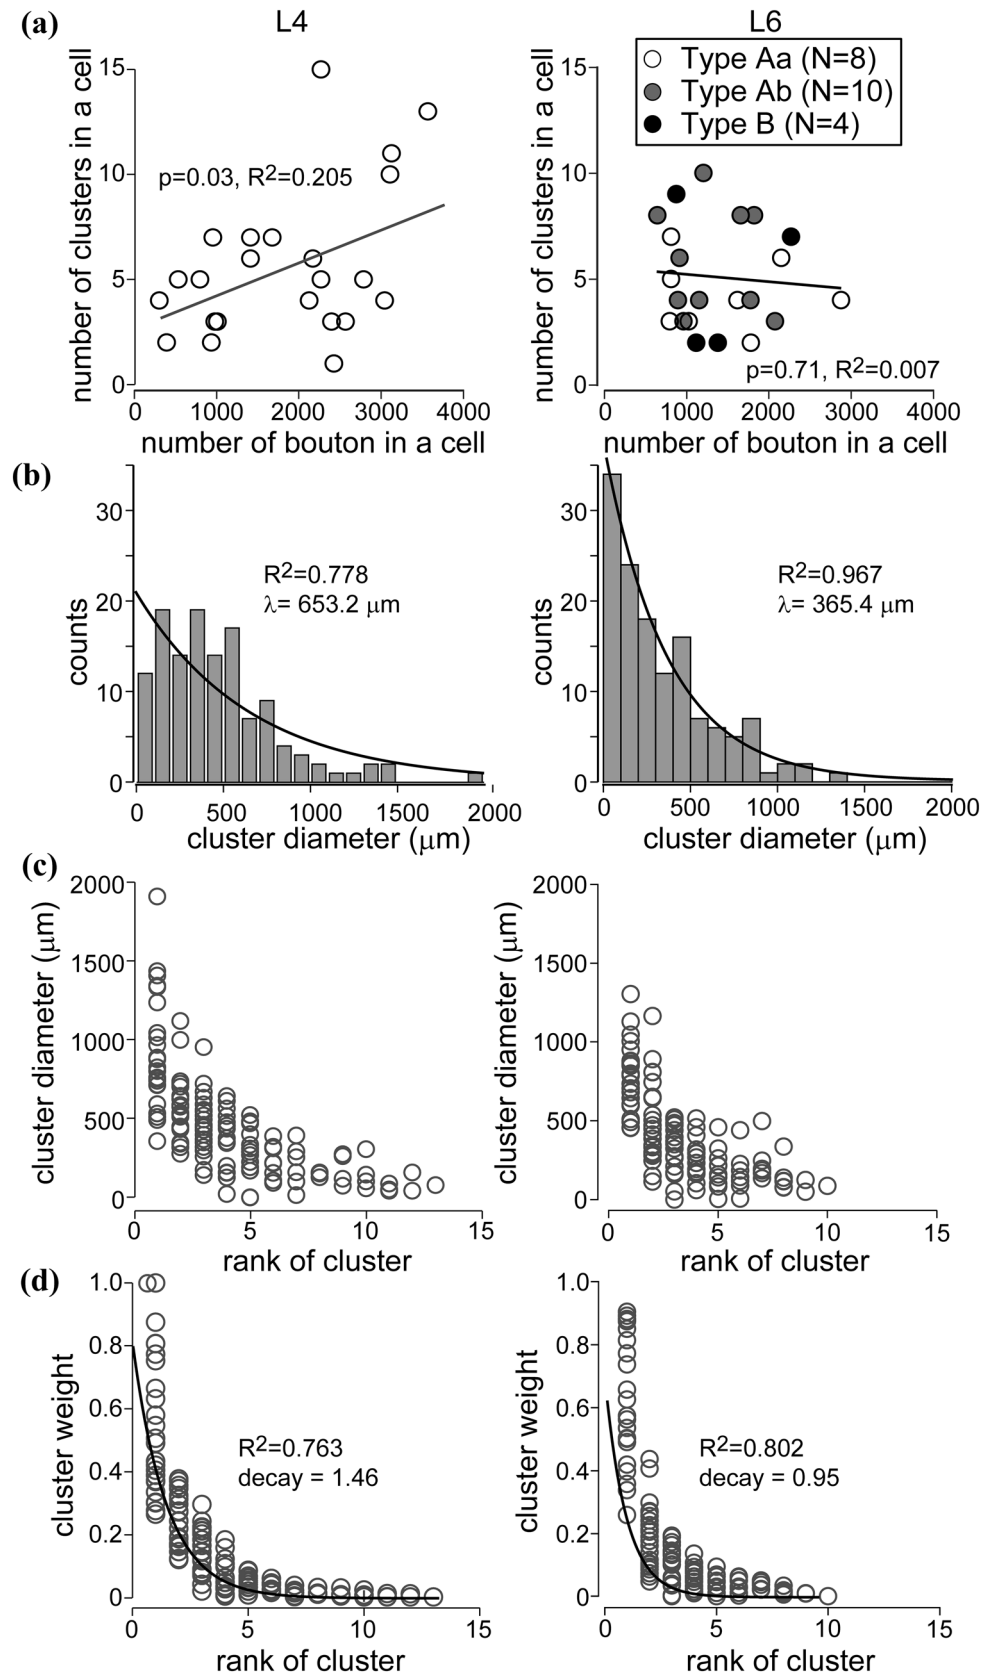 (a)
L4
L6
number of clusters in a cell
15
10
5
0
p=0.03, R²=0.205
0 1000 2000 3000 4000
number of bouton in a cell
number of clusters in a cell
15
10
5
0
Type Aa (N=8)
Type Ab (N=10)
Type B (N=4)
p=0.71, R²=0.007
0 1000 2000 3000 4000
number of bouton in a cell
(b)
counts
30
20
10
0
R²=0.778
λ= 653.2 μm
0 500 1000 1500 2000
cluster diameter (μm)
counts
30
20
10
0
R²=0.967
λ= 365.4 μm
0 500 1000 1500 2000
cluster diameter (μm)
(c)
cluster diameter (μm)
2000
1500
1000
500
0
0 5 10 15
rank of cluster
cluster diameter (μm)
2000
1500
1000
500
0
0 5 10 15
rank of cluster
(d)
cluster weight
1.0
0.8
0.6
0.4
0.2
0
R²=0.763
decay = 1.46
0 5 10 15
rank of cluster
cluster weight
1.0
0.8
0.6
0.4
0.2
0
R²=0.802
decay = 0.95
0 5 10 15
rank of cluster